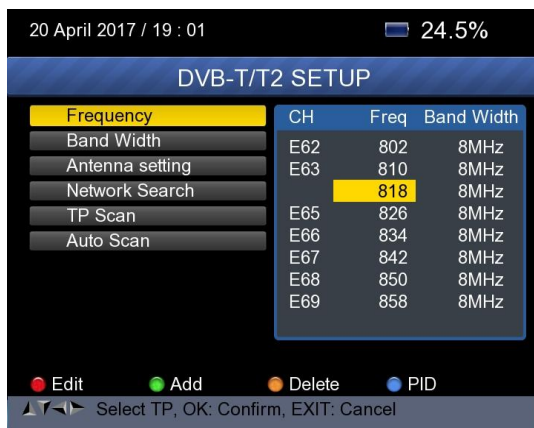 20 April 2017 / 19 : 01 24.5%
DVB-T/T2 SETUP
Frequency
Band Width
Antenna setting
Network Search
TP Scan
Auto Scan
CH Freq Band Width
E62 802 8MHz
E63 810 8MHz
818 8MHz
E65 826 8MHz
E66 834 8MHz
E67 842 8MHz
E68 850 8MHz
E69 858 8MHz
Edit Add Delete PID
Select TP, OK: Confirm, EXIT: Cancel